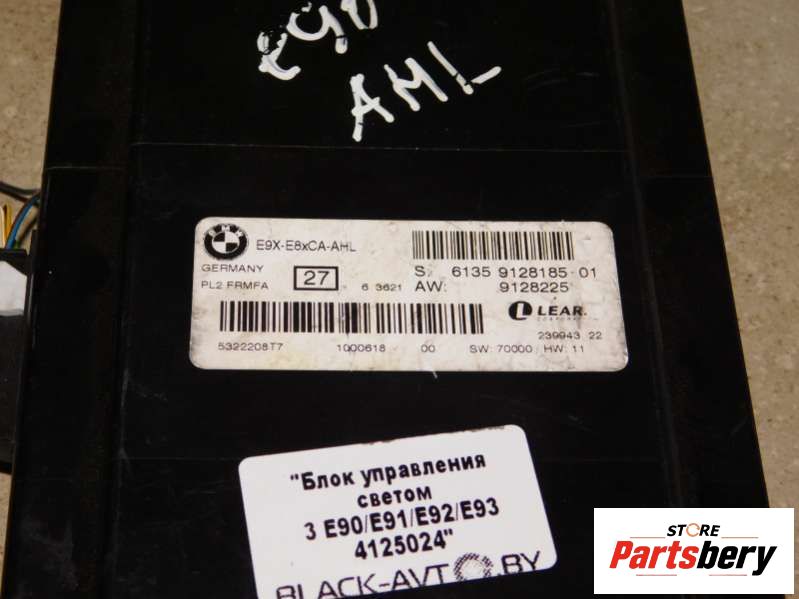 E90
AHL
BMW
E9X-E8xCA-AHL
GERMANY
27
PL2 FRMFA
6 3621
S: 6135 9128185 01
AW: 9128225
LEAR.
CORPORATION
239943 22
5322208T7 1000618 00 SW: 70000 HW: 11
"Блок управления
светом
3 E90/E91/E92/E93
4125024"
BLACK-AVTO.BY
STORE
Partsbery